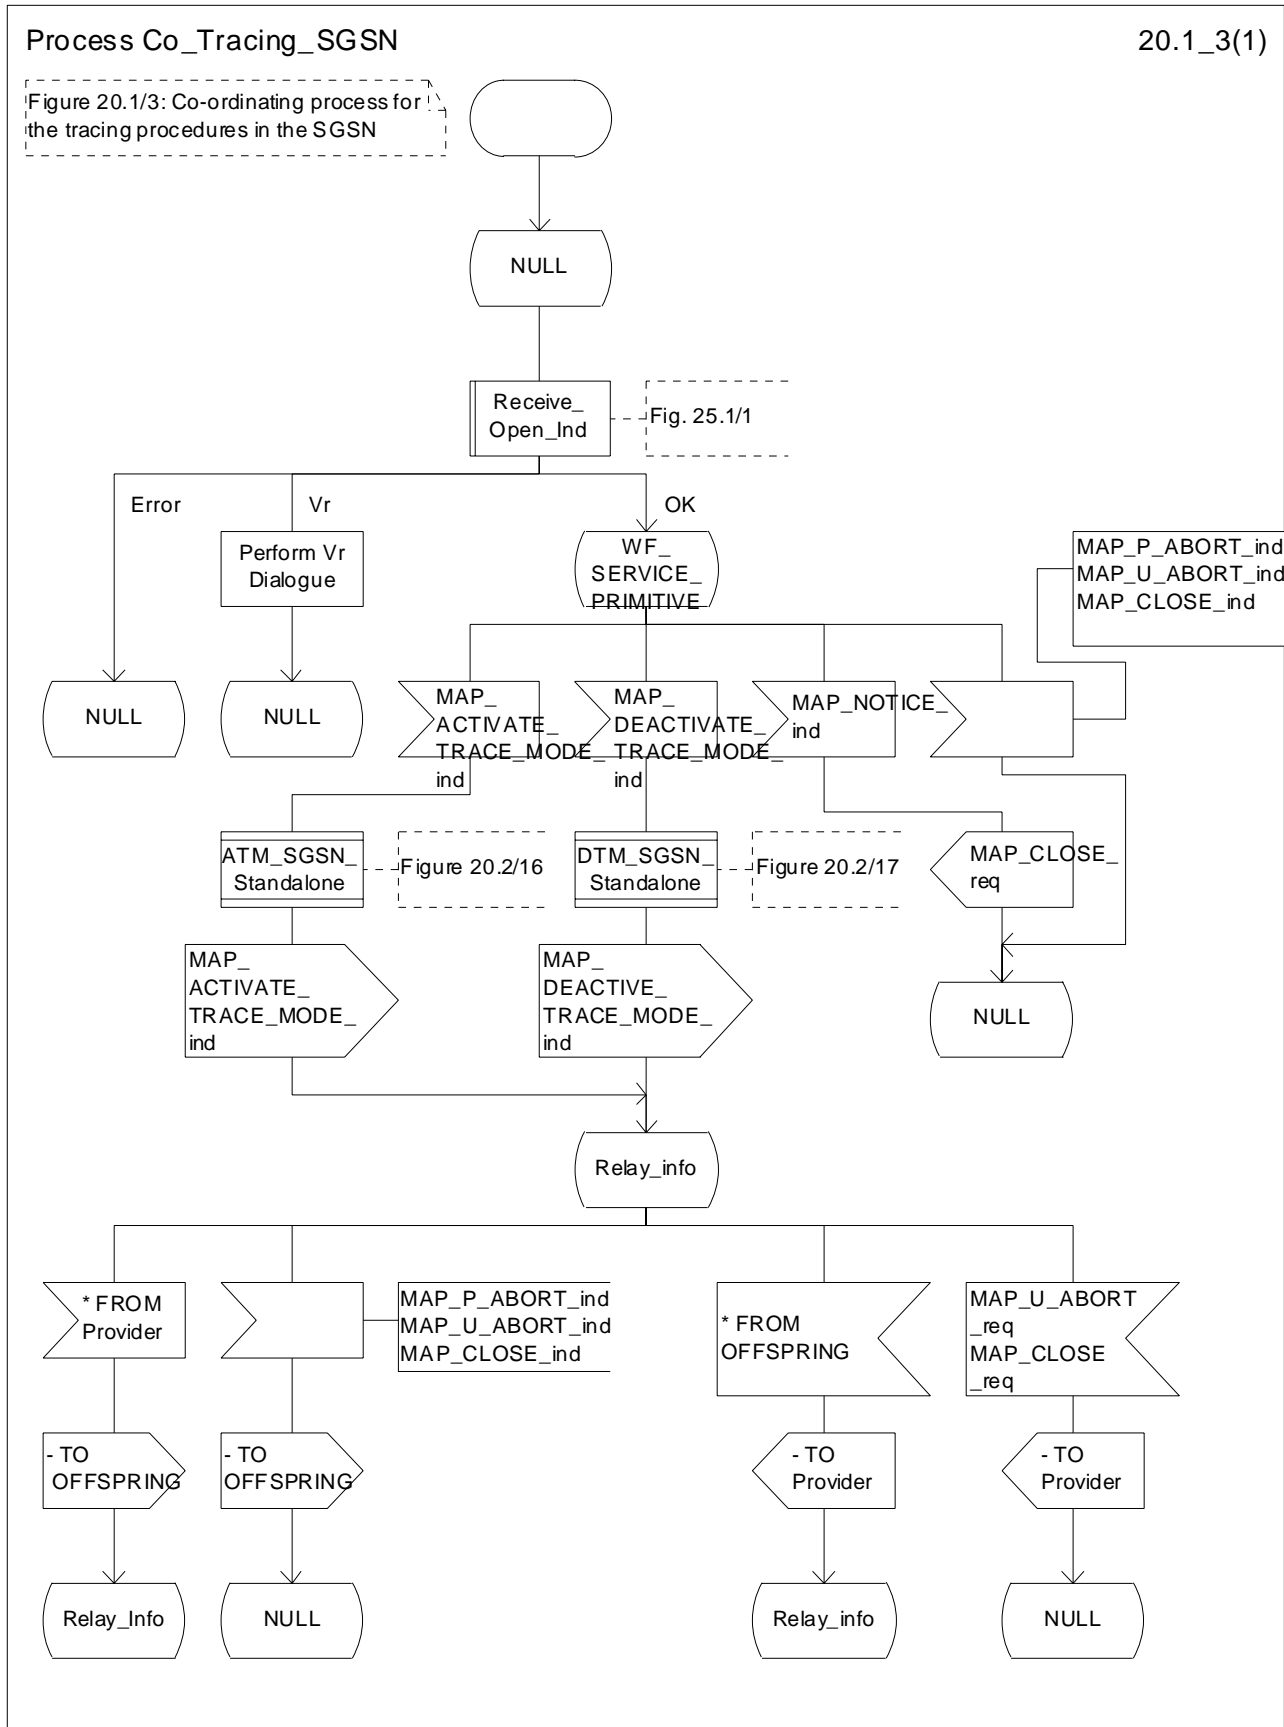 Process Co_Tracing_SGSN
20.1_3(1)
Figure 20.1/3: Co-ordinating process for
the tracing procedures in the SGSN
NULL
Receive_
Open_Ind
Fig. 25.1/1
Error
Vr
OK
Perform Vr
Dialogue
WF_
SERVICE_
PRIMITIVE
MAP_P_ABORT_ind
MAP_U_ABORT_ind
MAP_CLOSE_ind
NULL
NULL
MAP_
ACTIVATE_
TRACE_MODE_
ind
MAP_
DEACTIVATE_
TRACE_MODE_
ind
MAP_NOTICE_
ind
ATM_SGSN_
Standalone
Figure 20.2/16
DTM_SGSN_
Standalone
Figure 20.2/17
MAP_CLOSE_
req
MAP_
ACTIVATE_
TRACE_MODE_
ind
MAP_
DEACTIVE_
TRACE_MODE_
ind
NULL
Relay_info
* FROM
Provider
MAP_P_ABORT_ind
MAP_U_ABORT_ind
MAP_CLOSE_ind
* FROM
OFFSPRING
MAP_U_ABORT
_req
MAP_CLOSE
_req
- TO
OFFSPRING
- TO
OFFSPRING
- TO
Provider
- TO
Provider
Relay_Info
NULL
Relay_info
NULL